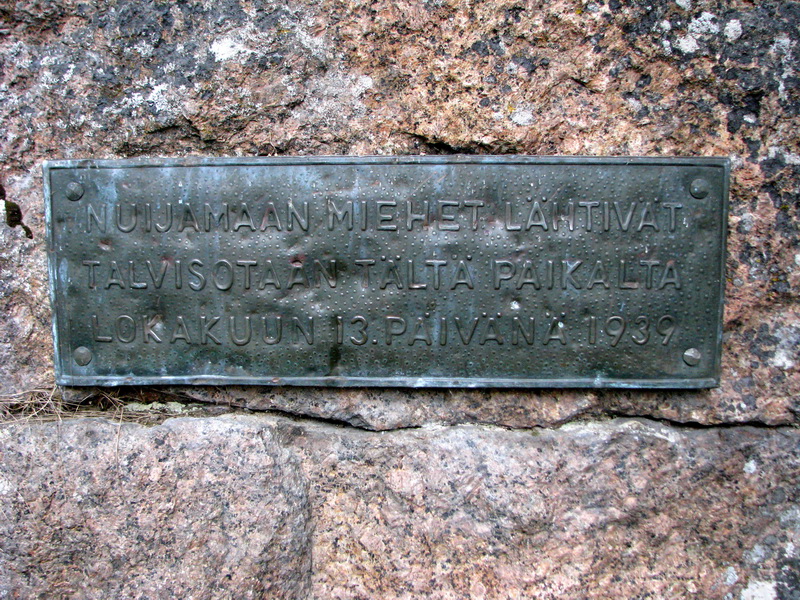 NUIJAMAAN MIEHET LÄHTIVÄT
TALVISOTAAN TÄLTÄ PAIKALTA
LOKAKUUN 13. PÄIVÄNÄ 1939